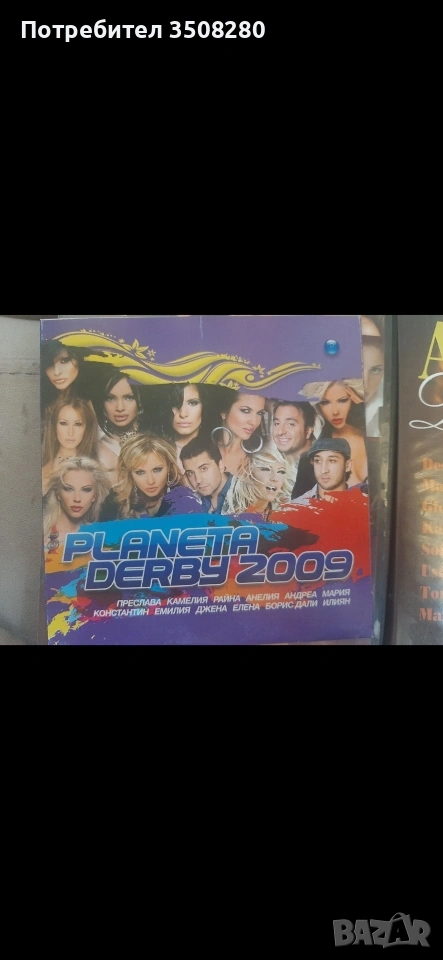 Потребител 3508280
PLANETA
DERBY 2009
ПРЕСЛАВА КАМЕЛИЯ РАЙНА АНЕЛИЯ АНДРЕА МАРИЯ
КОНСТАНТИН ЕМИЛИЯ ДЖЕНА ЕЛЕНА БОРИС ДАЛИ ИЛИЯН
BAZAR